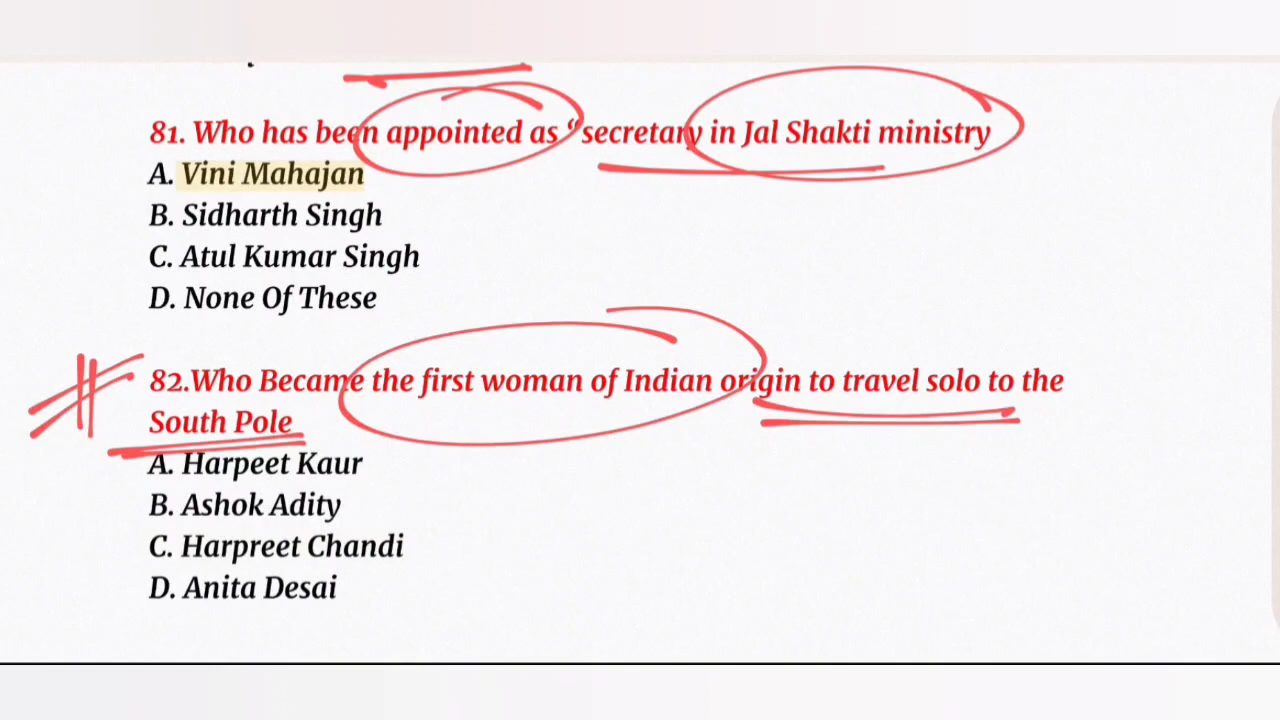 81. Who has been appointed as “secretary in Jal Shakti ministry
A. Vini Mahajan
B. Sidharth Singh
C. Atul Kumar Singh
D. None Of These
82.Who Became the first woman of Indian origin to travel solo to the
South Pole
A. Harpeet Kaur
B. Ashok Adity
C. Harpreet Chandi
D. Anita Desai